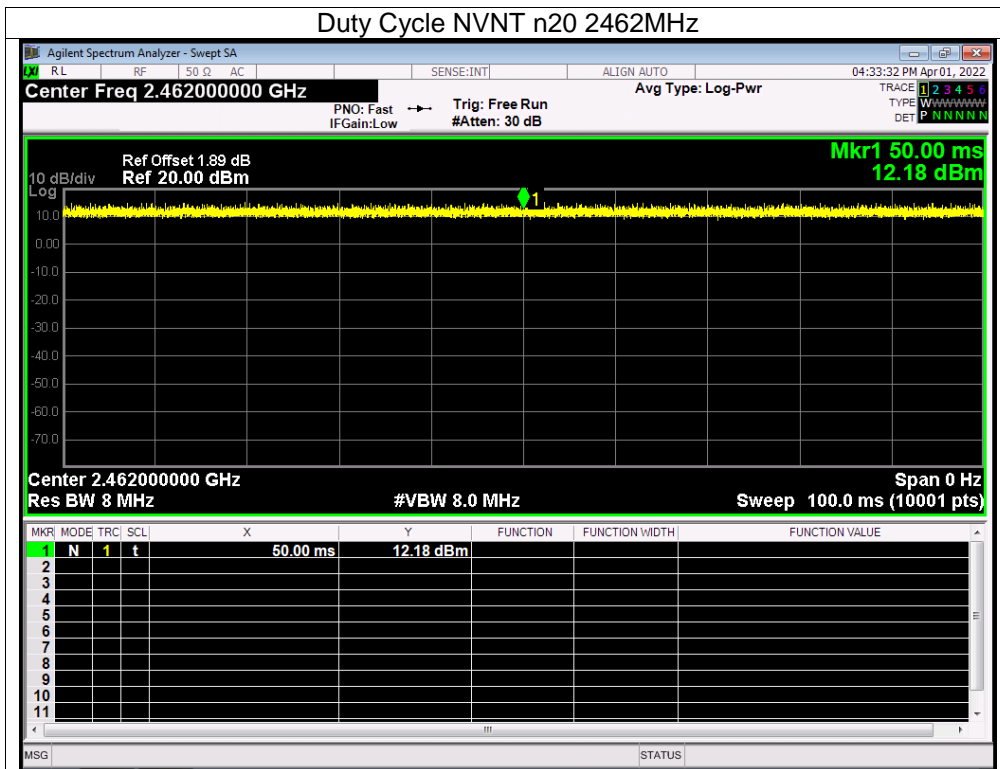 Duty Cycle NVNT n20 2462MHz
Agilent Spectrum Analyzer - Swept SA
LXI RL RF 50 Ω AC SENSE:INT ALIGN AUTO 04:33:32 PM Apr 01, 2022
Center Freq 2.462000000 GHz Avg Type: Log-Pwr TRACE 1 2 3 4 5 6
PNO: Fast Trig: Free Run TYPE WWWWWW
IFGain:Low #Atten: 30 dB DET P N N N N N
Mkr1 50.00 ms
Ref Offset 1.89 dB
10 dB/div Ref 20.00 dBm 12.18 dBm
Log
1
10.0
0.00
-10.0
-20.0
-30.0
-40.0
-50.0
-60.0
-70.0
Center 2.462000000 GHz Span 0 Hz
Res BW 8 MHz #VBW 8.0 MHz Sweep 100.0 ms (10001 pts)
MKR MODE TRC SCL X Y FUNCTION FUNCTION WIDTH FUNCTION VALUE
1 N 1 t 50.00 ms 12.18 dBm
2
3
4
5
6
7
8
9
10
11
MSG STATUS